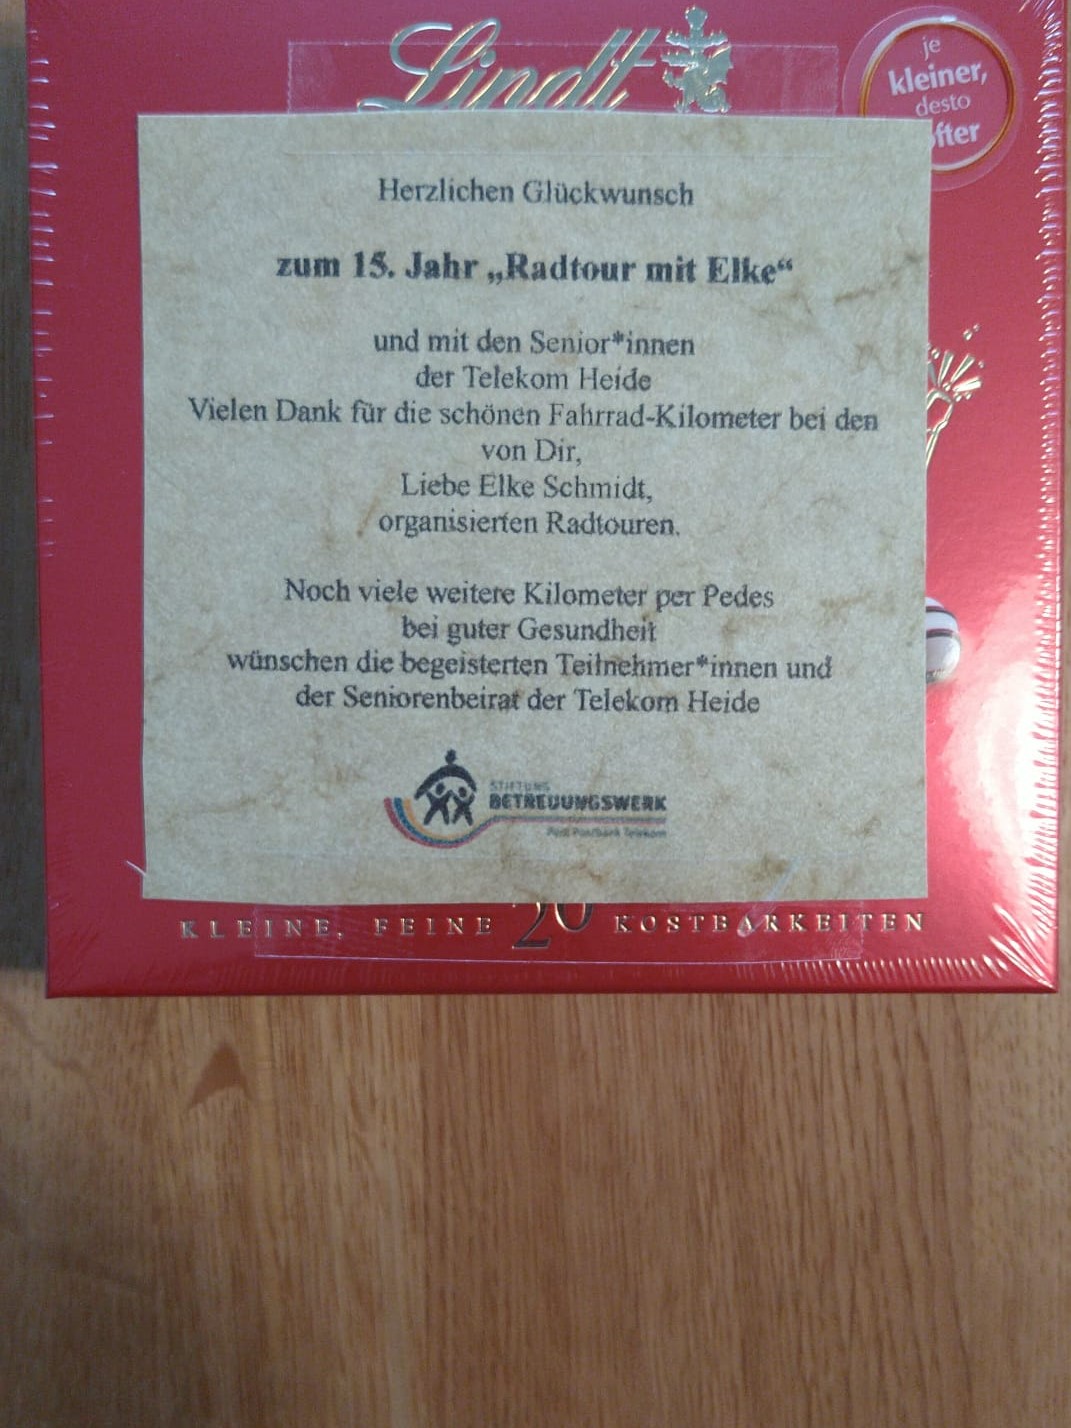 Lindt
je
kleiner,
desto
Herzlichen Glückwunsch
zum 15. Jahr „Radtour mit Elke“
und mit den Senior*innen
der Telekom Heide
Vielen Dank für die schönen Fahrrad-Kilometer bei den
von Dir,
Liebe Elke Schmidt,
organisierten Radtouren.
Noch viele weitere Kilometer per Pedes
bei guter Gesundheit
wünschen die begeisterten Teilnehmer*innen und
der Seniorenbeirat der Telekom Heide
STIFTUNG
BETREUUNGSWERK
Post Postbank Telekom
KLEINE, FEINE 20 KOSTBARKEITEN